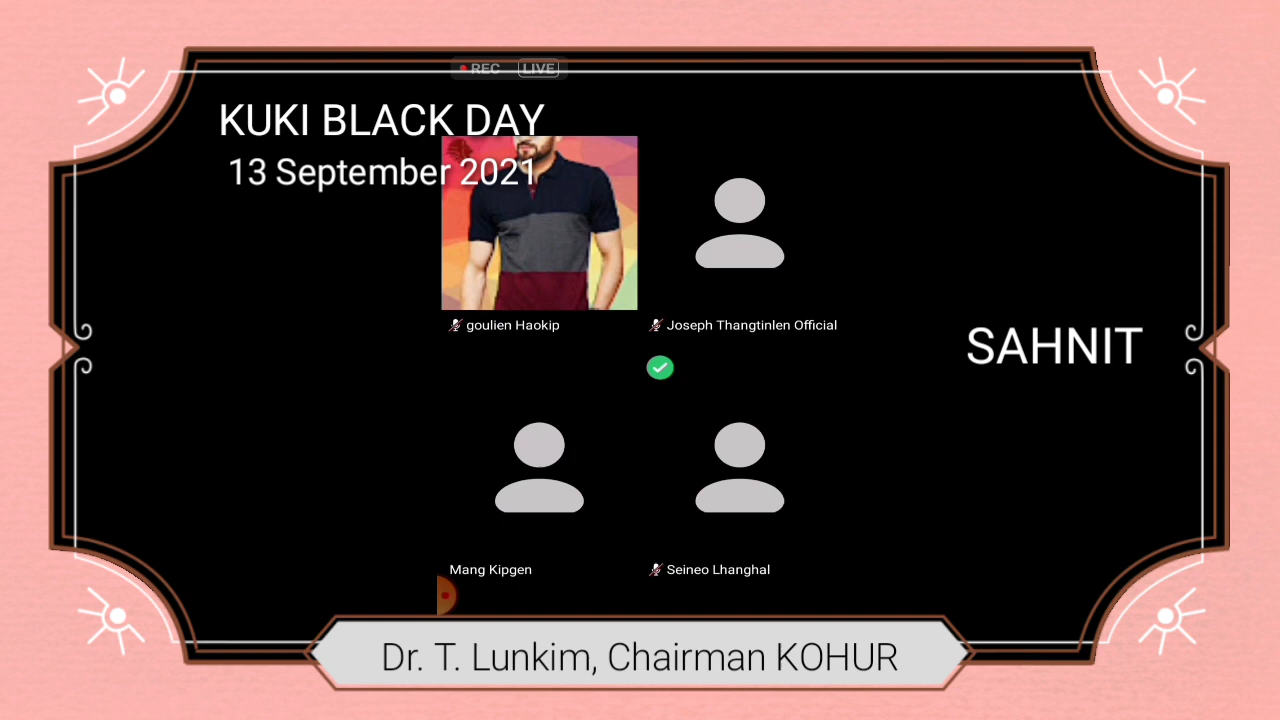 REC LIVE
KUKI BLACK DAY
13 September 2021
goulien Haokip
Joseph Thangtinlen Official
SAHNIT
Mang Kipgen
Seineo Lhanghal
Dr. T. Lunkim, Chairman KOHUR